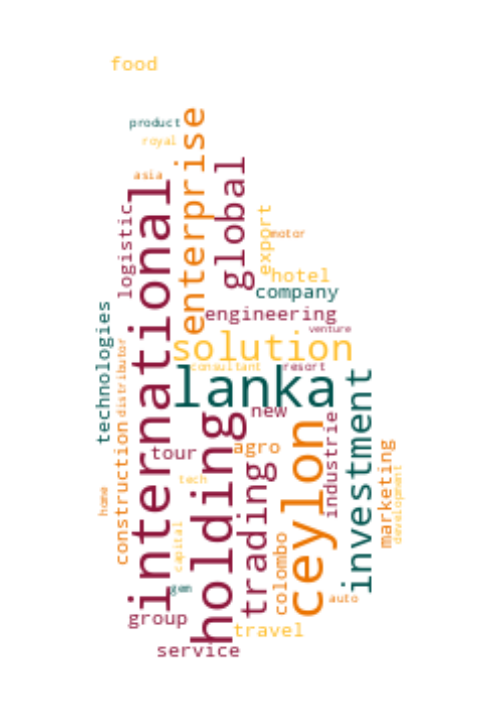 food
product
royal
enterprise
asia
global
international
logistic
export
motor
hotel
company
technologies
engineering
venture
distributor
solution
consultant
resort
lanka
investment
new
holding
industrie
ceylon
construction
tour
agro
marketing
trading
development
tech
home
capital
colombo
gem
auto
group
travel
service